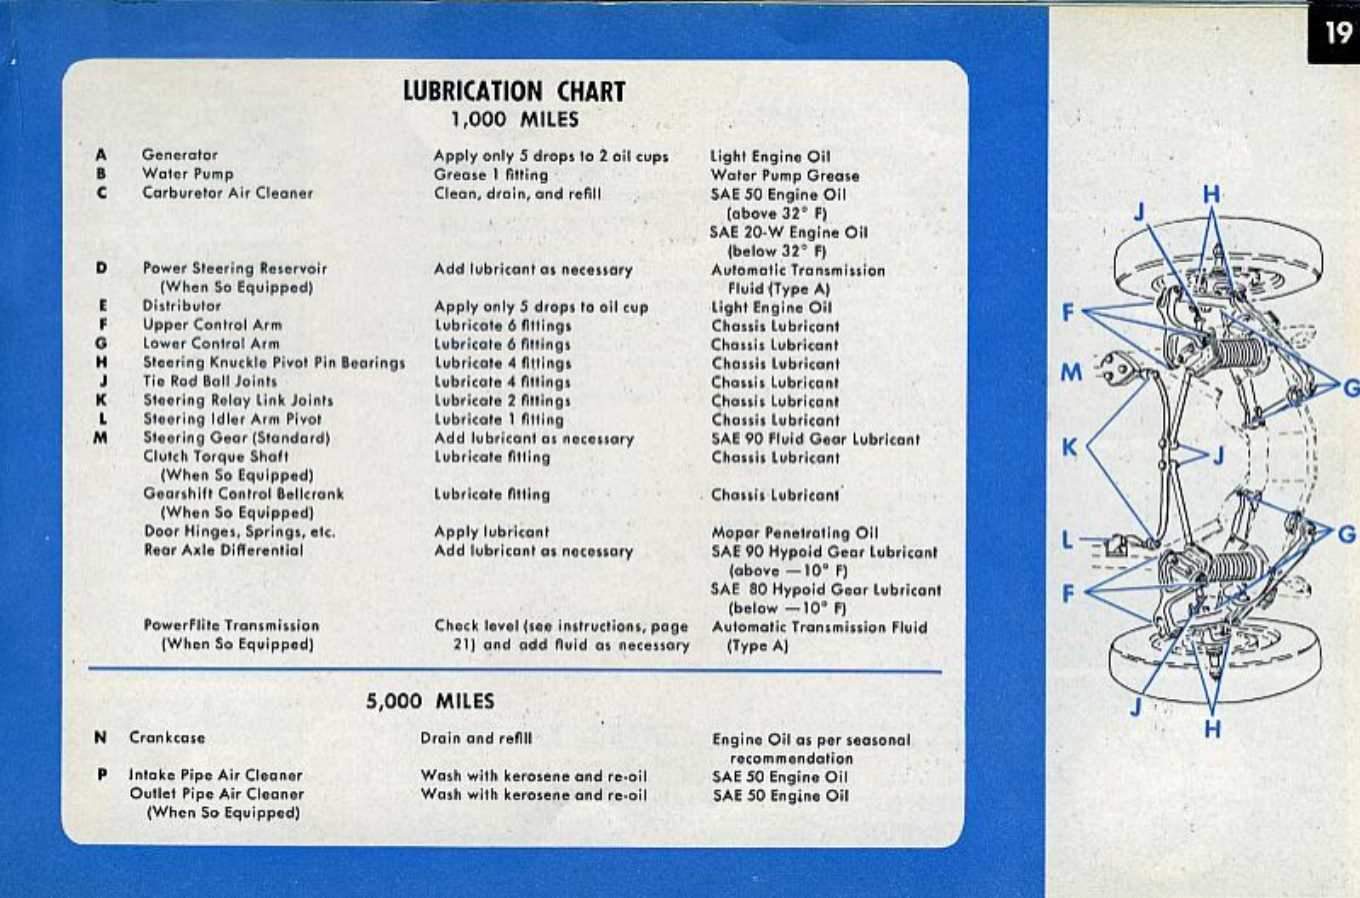 19
LUBRICATION CHART
1,000 MILES
A Generator Apply only 5 drops to 2 oil cups Light Engine Oil
B Water Pump Grease 1 fitting Water Pump Grease
C Carburetor Air Cleaner Clean, drain, and refill SAE 50 Engine Oil
(above 32° F)
SAE 20-W Engine Oil
(below 32° F)
D Power Steering Reservoir Add lubricant as necessary Automatic Transmission
(When So Equipped) Fluid (Type A)
E Distributor Apply only 5 drops to oil cup Light Engine Oil
F Upper Control Arm Lubricate 6 fittings Chassis Lubricant
G Lower Control Arm Lubricate 6 fittings Chassis Lubricant
H Steering Knuckle Pivot Pin Bearings Lubricate 4 fittings Chassis Lubricant
J Tie Rod Ball Joints Lubricate 4 fittings Chassis Lubricant
K Steering Relay Link Joints Lubricate 2 fittings Chassis Lubricant
L Steering Idler Arm Pivot Lubricate 1 fitting Chassis Lubricant
M Steering Gear (Standard) Add lubricant as necessary SAE 90 Fluid Gear Lubricant
Clutch Torque Shaft Lubricate fitting Chassis Lubricant
(When So Equipped)
Gearshift Control Bellcrank Lubricate fitting Chassis Lubricant
(When So Equipped)
Door Hinges, Springs, etc. Apply lubricant Mopar Penetrating Oil
Rear Axle Differential Add lubricant as necessary SAE 90 Hypoid Gear Lubricant
(above —10° F)
SAE 80 Hypoid Gear Lubricant
(below —10° F)
PowerFlite Transmission Check level (see instructions, page Automatic Transmission Fluid
(When So Equipped) 21) and add fluid as necessary (Type A)
5,000 MILES
N Crankcase Drain and refill Engine Oil as per seasonal
recommendation
P Intake Pipe Air Cleaner Wash with kerosene and re-oil SAE 50 Engine Oil
Outlet Pipe Air Cleaner Wash with kerosene and re-oil SAE 50 Engine Oil
(When So Equipped)
H
J
F
M
G
K
J
L
G
F
J
H